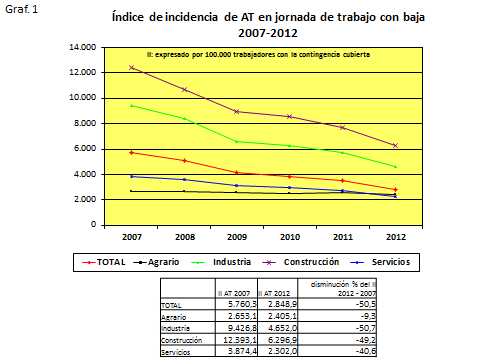 Graf. 1
Índice de incidencia de AT en jornada de trabajo con baja
2007-2012
II: expresado por 100.000 trabajadores con la contingencia cubierta
14.000
12.000
10.000
8.000
6.000
4.000
2.000
0
2007 2008 2009 2010 2011 2012
TOTAL Agrario Industria Construcción Servicios
II AT 2007 II AT 2012 disminución % del II 2012 - 2007
TOTAL 5.760,3 2.848,9 -50,5
Agrario 2.653,1 2.405,1 -9,3
Industria 9.426,8 4.652,0 -50,7
Construcción 12.393,1 6.296,9 -49,2
Servicios 3.874,4 2.302,0 -40,6